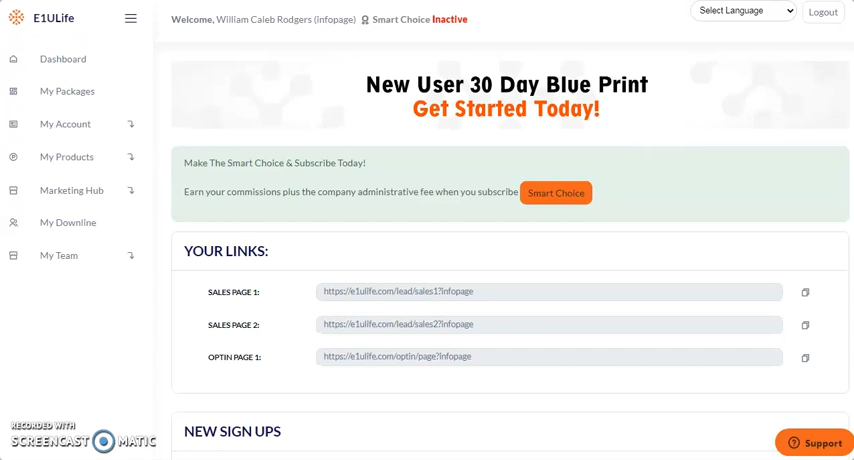 E1ULife
Welcome, William Caleb Rodgers (infopage) Smart Choice Inactive
Select Language
Logout
Dashboard
My Packages
My Account
My Products
Marketing Hub
My Downline
My Team
New User 30 Day Blue Print
Get Started Today!
Make The Smart Choice & Subscribe Today!
Earn your commissions plus the company administrative fee when you subscribe Smart Choice
YOUR LINKS:
SALES PAGE 1: https://e1ulife.com/lead/sales1?infopage
SALES PAGE 2: https://e1ulife.com/lead/sales2?infopage
OPTIN PAGE 1: https://e1ulife.com/optin/page?infopage
NEW SIGN UPS
Support
RECORDED WITH
SCREENCAST MATIC